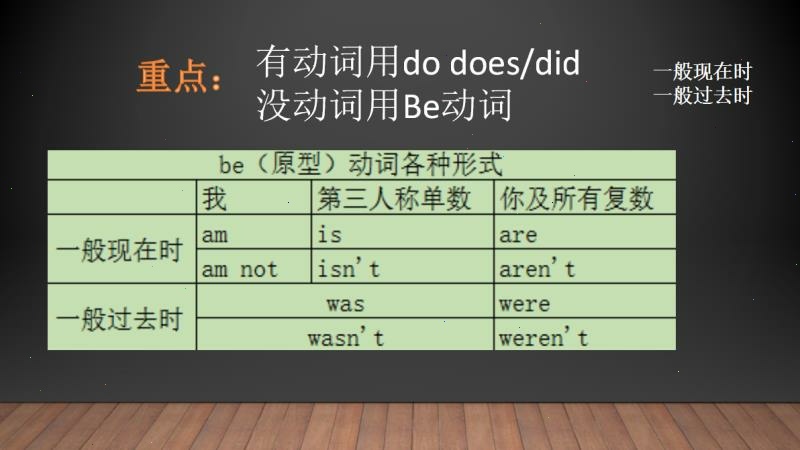 重点：
有动词用do does/did
没动词用Be动词
一般现在时
一般过去时
be（原型）动词各种形式
我 第三人称单数 你及所有复数
一般现在时
am is are
am not isn't aren't
一般过去时
was were
wasn't weren't